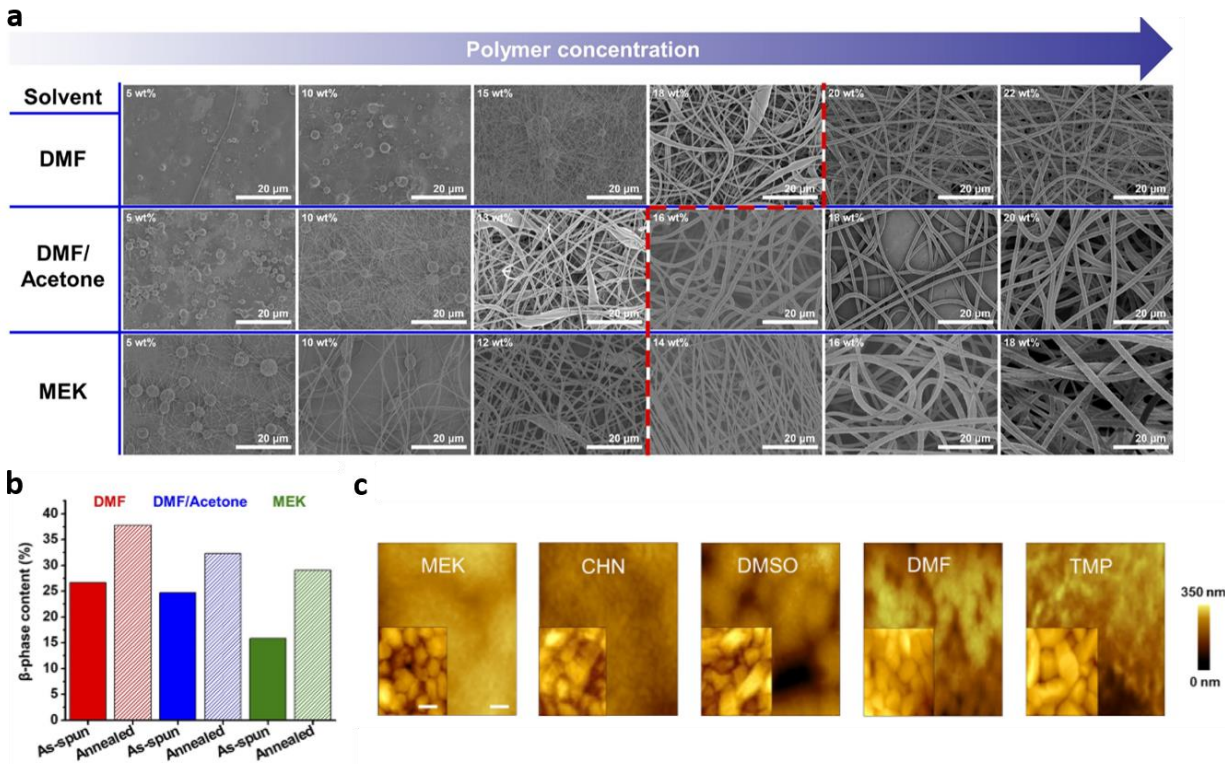 a
Polymer concentration
Solvent
5 wt%
10 wt%
15 wt%
18 wt%
20 wt%
22 wt%
DMF
20 µm
20 µm
20 µm
20 µm
20 µm
20 µm
5 wt%
10 wt%
13 wt%
16 wt%
18 wt%
20 wt%
DMF/
Acetone
20 µm
20 µm
20 µm
20 µm
20 µm
20 µm
5 wt%
10 wt%
12 wt%
14 wt%
16 wt%
18 wt%
MEK
20 µm
20 µm
20 µm
20 µm
20 µm
20 µm
b
DMF
DMF/Acetone
MEK
β-phase content (%)
40
35
30
25
20
15
10
5
0
As-spun
Annealed
As-spun
Annealed
As-spun
Annealed
c
MEK
CHN
DMSO
DMF
TMP
350 nm
0 nm